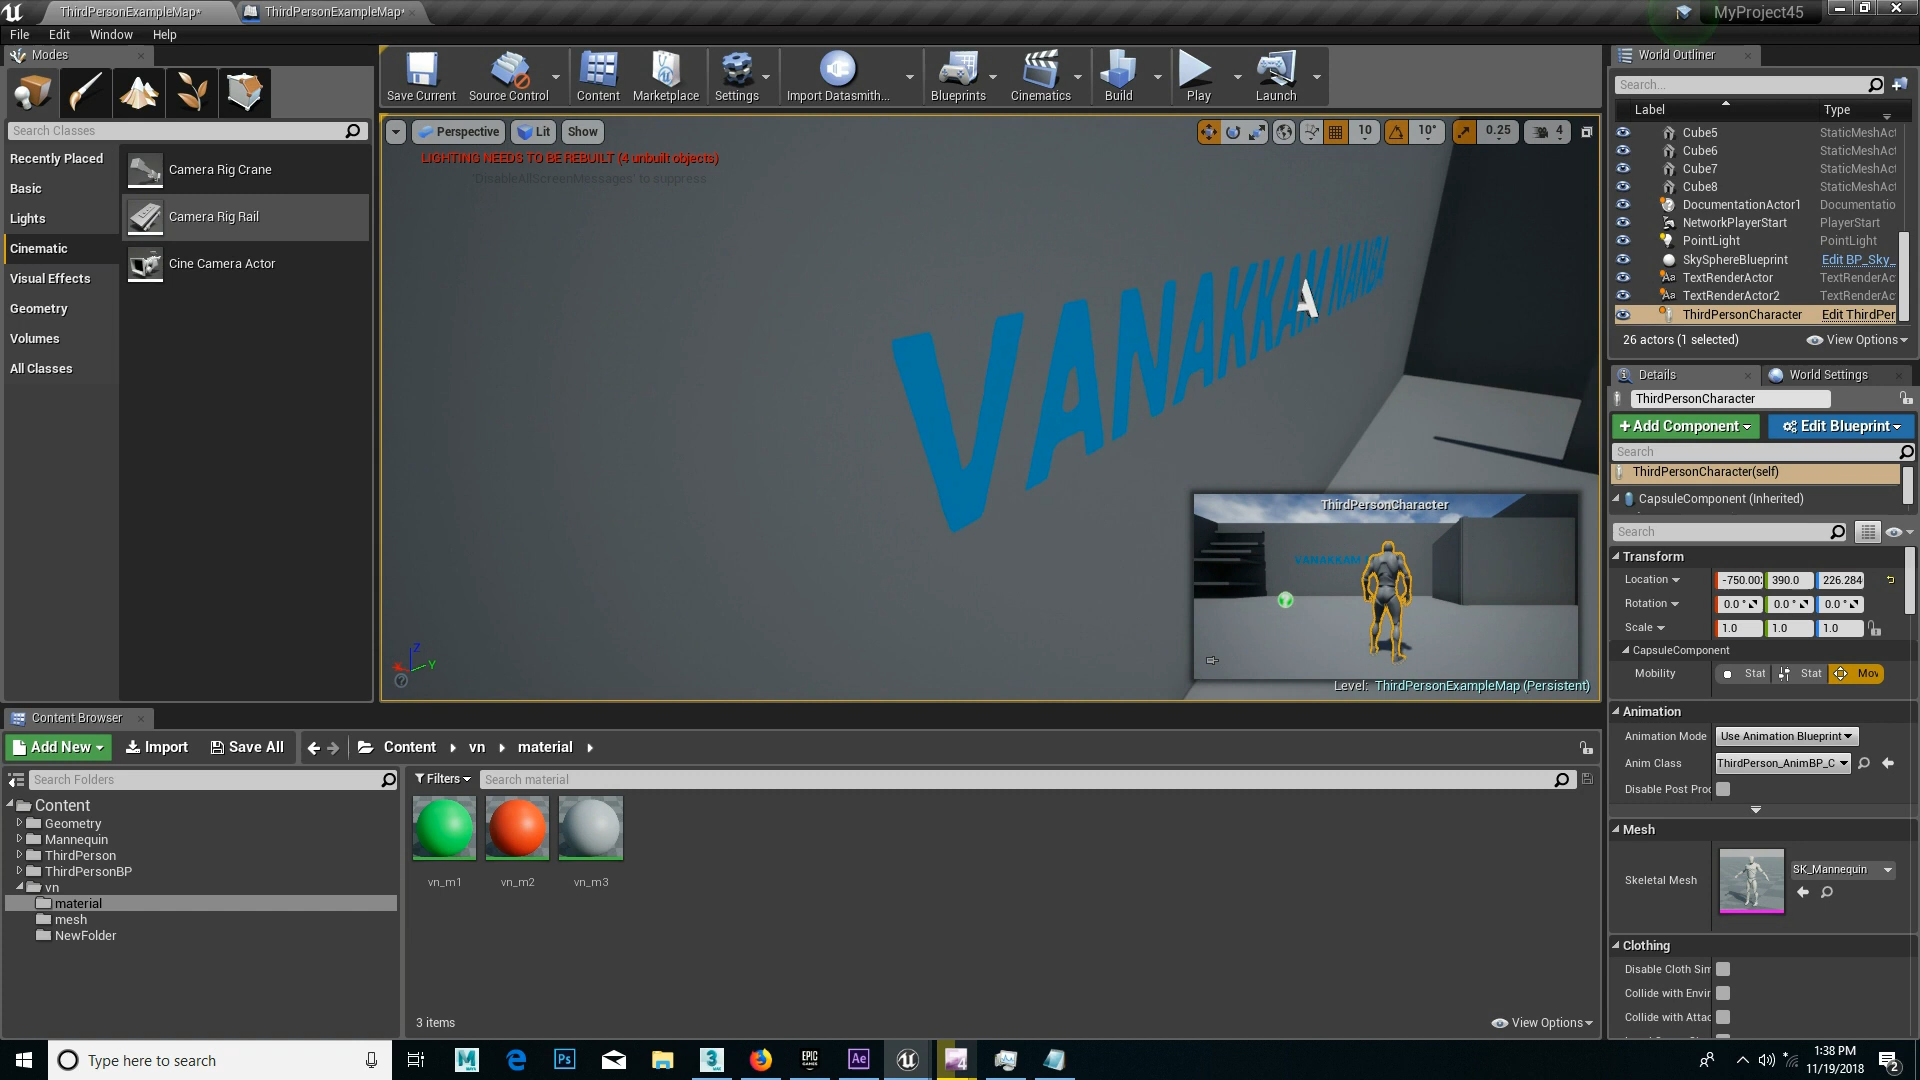 ThirdPersonExampleMap*
ThirdPersonExampleMap*
MyProject45
File Edit Window Help
Modes
Search Classes
Recently Placed
Basic
Lights
Cinematic
Visual Effects
Geometry
Volumes
All Classes
Camera Rig Crane
Camera Rig Rail
Cine Camera Actor
Save Current
Source Control
Content
Marketplace
Settings
Import Datasmith...
Blueprints
Cinematics
Build
Play
Launch
Perspective
Lit
Show
10
10°
0.25
4
LIGHTING NEEDS TO BE REBUILT (4 unbuilt objects)
'DisableAllScreenMessages' to suppress
VANAKKAM NANBA
A
Z
Y
ThirdPersonCharacter
VANAKKAM
Level: ThirdPersonExampleMap (Persistent)
World Outliner
Search...
Label Type
Cube5 StaticMeshAct
Cube6 StaticMeshAct
Cube7 StaticMeshAct
Cube8 StaticMeshAct
DocumentationActor1 Documentatio
NetworkPlayerStart PlayerStart
PointLight PointLight
SkySphereBlueprint Edit BP_Sky_
TextRenderActor TextRenderAc
TextRenderActor2 TextRenderAc
ThirdPersonCharacter Edit ThirdPer
26 actors (1 selected)
View Options
Details
World Settings
ThirdPersonCharacter
+Add Component
Edit Blueprint
Search
ThirdPersonCharacter(self)
CapsuleComponent (Inherited)
Search
Transform
Location -750.00 390.0 226.284
Rotation 0.0 ° 0.0 ° 0.0 °
Scale 1.0 1.0 1.0
CapsuleComponent
Mobility Stat Stat Mov
Animation
Animation Mode Use Animation Blueprint
Anim Class ThirdPerson_AnimBP_C
Disable Post Proc
Mesh
Skeletal Mesh
SK_Mannequin
Clothing
Disable Cloth Sim
Collide with Envir
Collide with Attac
Content Browser
Add New
Import
Save All
Content
vn
material
Search Folders
Filters
Search material
Content
Geometry
Mannequin
ThirdPerson
ThirdPersonBP
vn
material
mesh
NewFolder
vn_m1
vn_m2
vn_m3
3 items
View Options
Type here to search
M
Ps
3
EPIC
GAMES
Ae
4
1:38 PM
11/19/2018
2